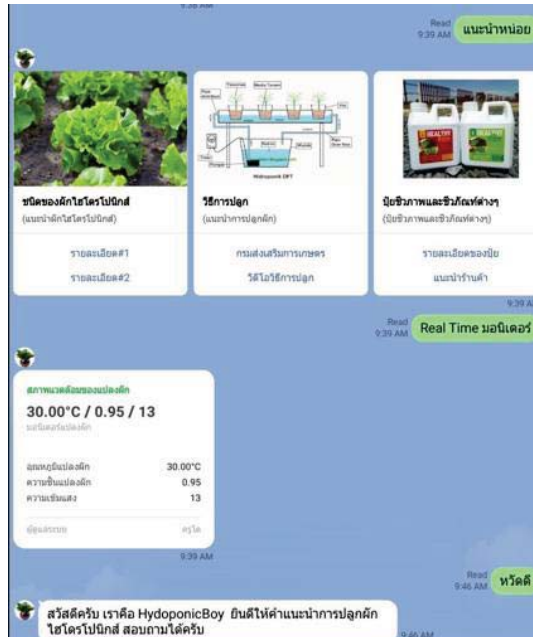 9:38 AM
Read
9:39 AM
แนะนำหน่อย
ชนิดของผักไฮโดรโปนิกส์
(แนะนำผักไฮโดรโปนิกส์)
รายละเอียด#1
รายละเอียด#2
Hidroponik DFT
วิธีการปลูก
(แนะนำการปลูกผัก)
กรมส่งเสริมการเกษตร
วิดีโอวิธีการปลูก
ปุ๋ยชีวภาพและชีวภัณฑ์ต่างๆ
(ปุ๋ยชีวภาพและชีวภัณฑ์ต่างๆ)
รายละเอียดของปุ๋ย
แนะนำร้านค้า
9:39 AM
Read
9:39 AM
Real Time มอนิเตอร์
สภาพแวดล้อมของแปลงผัก
30.00°C / 0.95 / 13
มอนิเตอร์แปลงผัก
อุณหภูมิแปลงผัก 30.00°C
ความชื้นแปลงผัก 0.95
ความเข้มแสง 13
ผู้ดูแลระบบ ครูโต
9:39 AM
Read
9:46 AM
หวัดดี
สวัสดีครับ เราคือ HydoponicBoy ยินดีให้คำแนะนำการปลูกผัก
ไฮโดรโปนิกส์ สอบถามได้ครับ
9:46 AM